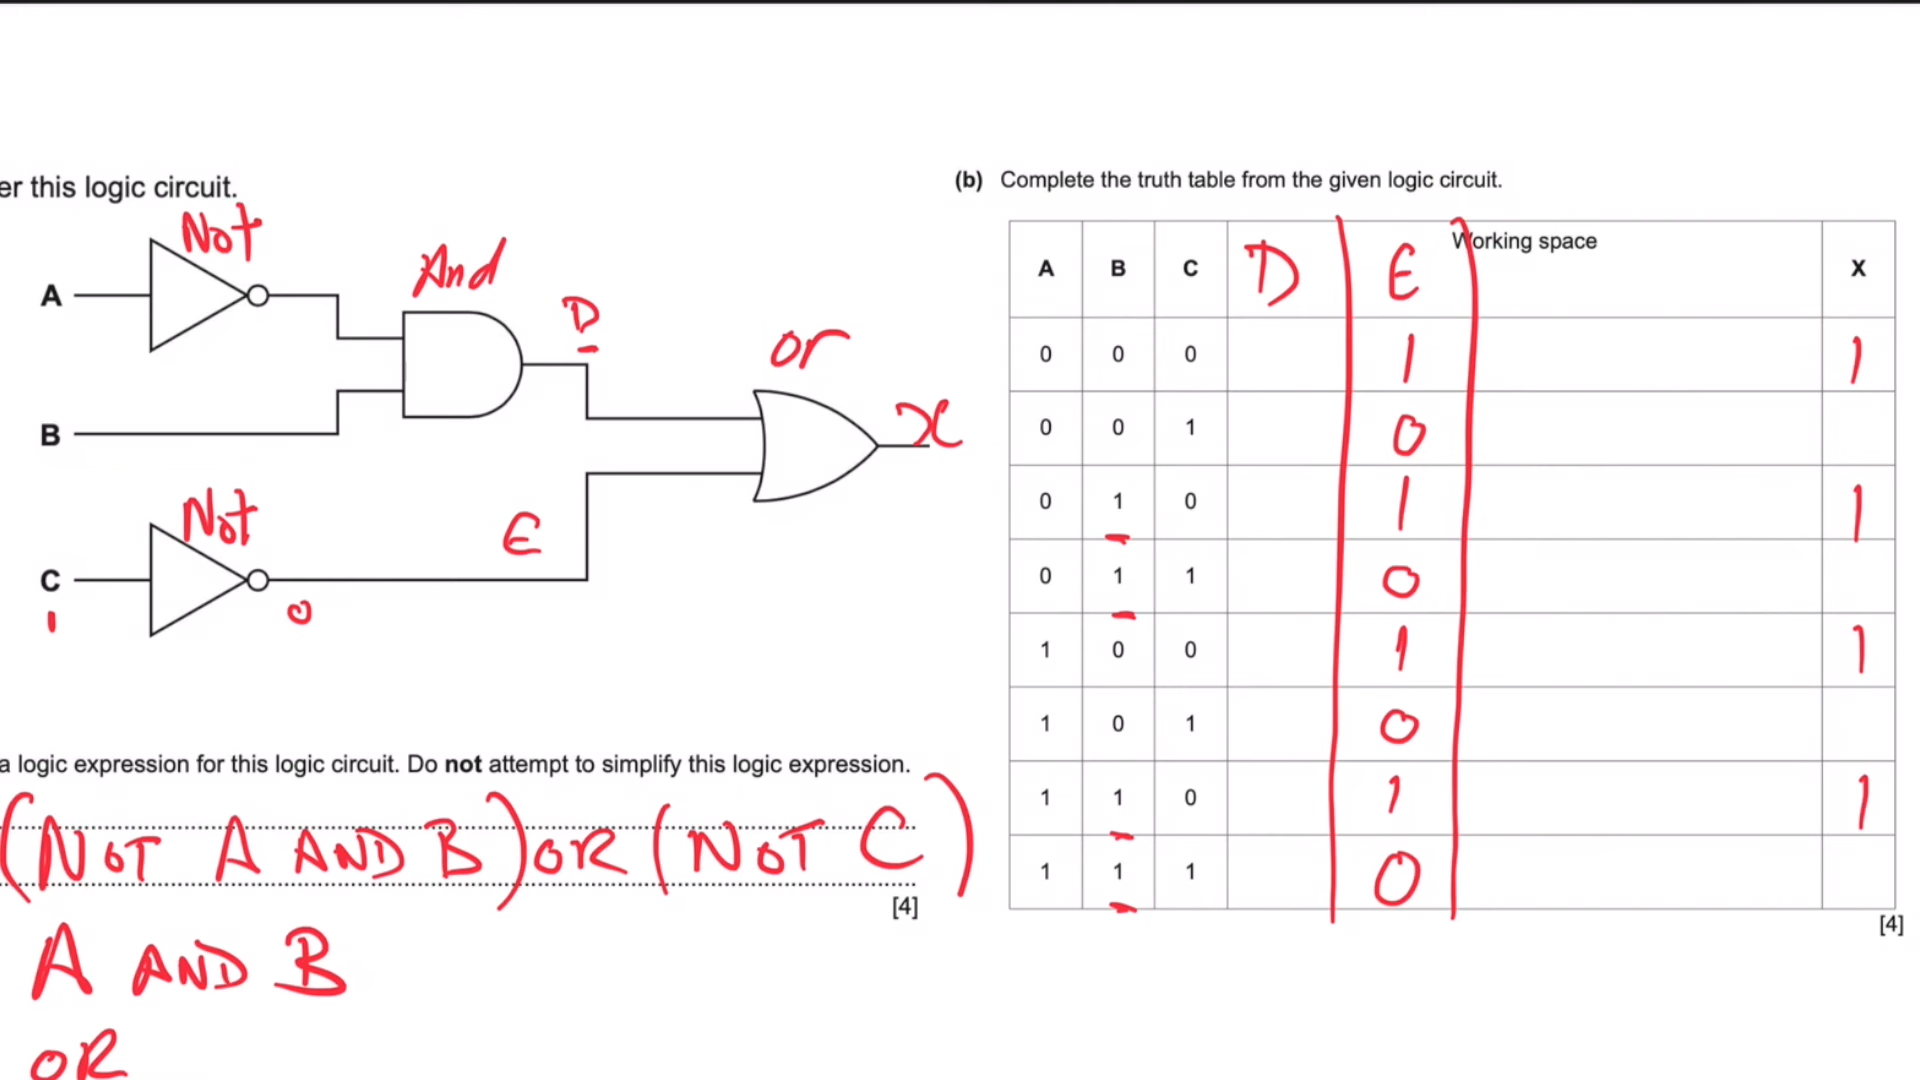 er this logic circuit.
Not
A
And
D
B
or
x
Not
E
C
1
0
a logic expression for this logic circuit. Do not attempt to simplify this logic expression.
(NOT A AND B) OR (NOT C)
[4]
A AND B
OR
(b) Complete the truth table from the given logic circuit.
A B C D E Working space X
0 0 0 1 1
0 0 1 0
0 1 0 1 1
0 1 1 0
1 0 0 1 1
1 0 1 0
1 1 0 1 1
1 1 1 0
[4]